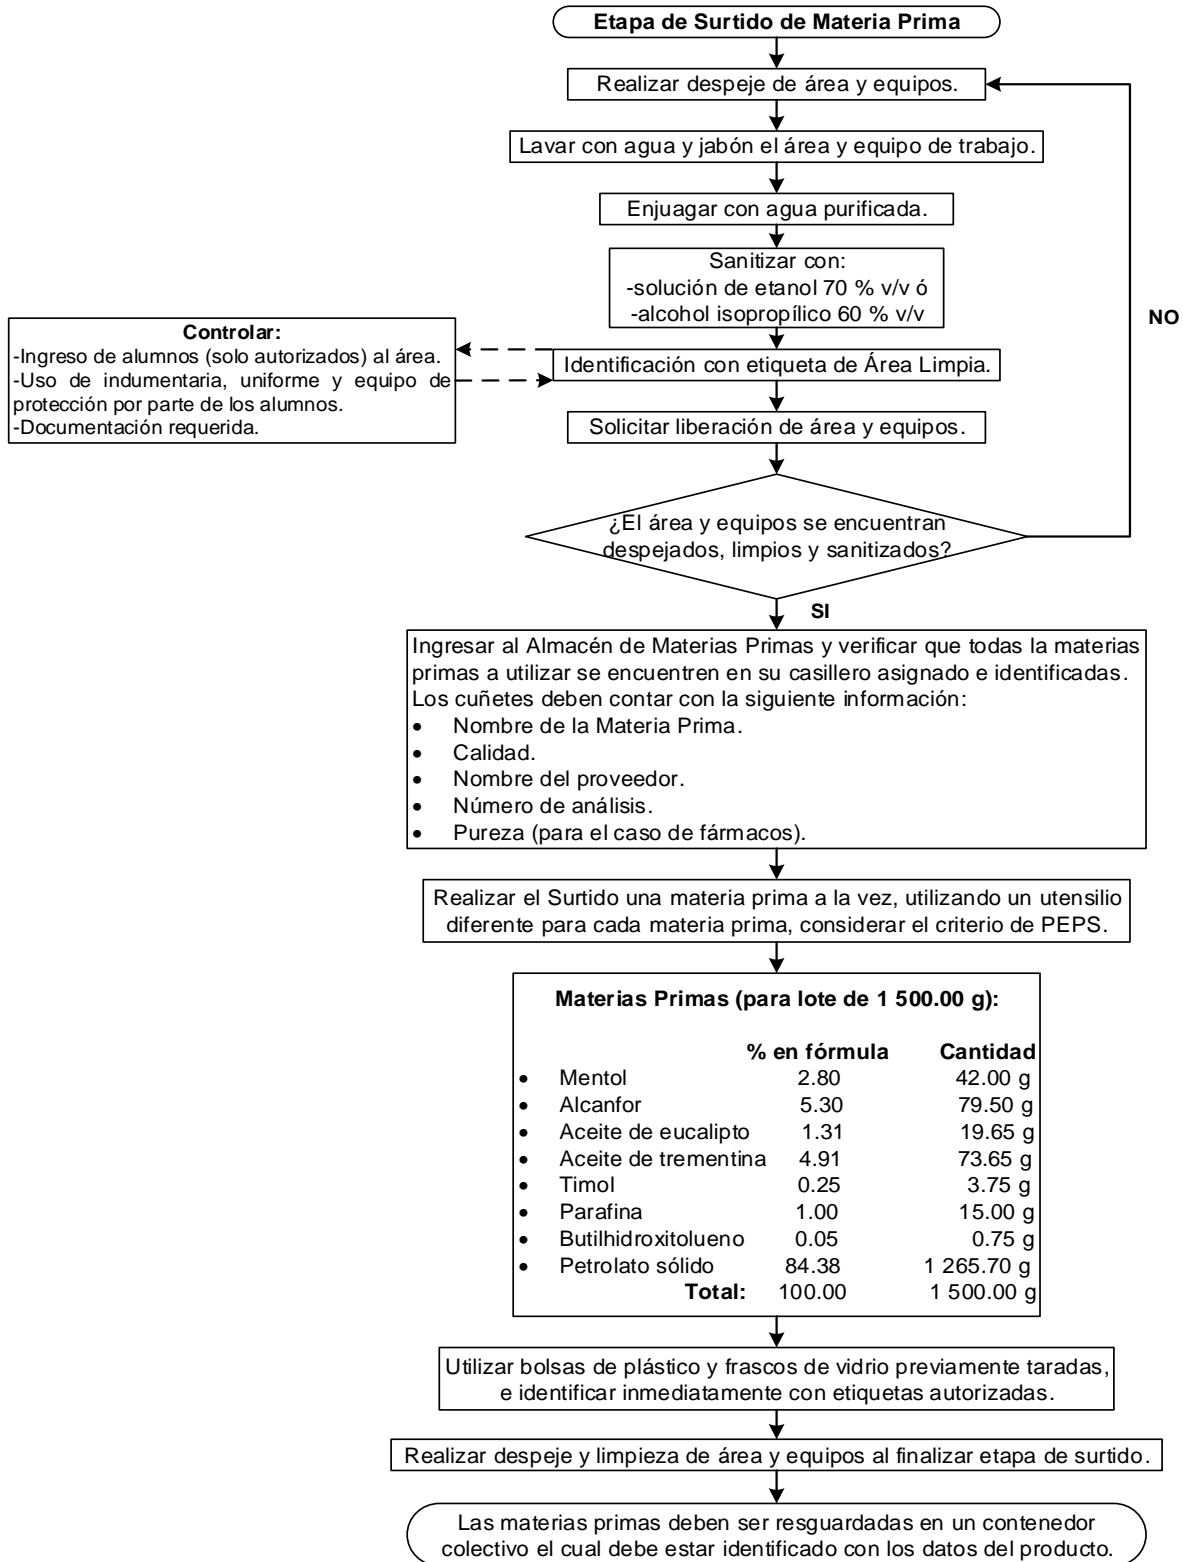 Etapa de Surtido de Materia Prima
Realizar despeje de área y equipos.
Lavar con agua y jabón el área y equipo de trabajo.
Enjuagar con agua purificada.
Sanitizar con:
-solución de etanol 70 % v/v ó
-alcohol isopropílico 60 % v/v
NO
Controlar:
-Ingreso de alumnos (solo autorizados) al área.
-Uso de indumentaria, uniforme y equipo de
protección por parte de los alumnos.
-Documentación requerida.
Identificación con etiqueta de Área Limpia.
Solicitar liberación de área y equipos.
¿El área y equipos se encuentran
despejados, limpios y sanitizados?
SI
Ingresar al Almacén de Materias Primas y verificar que todas la materias
primas a utilizar se encuentren en su casillero asignado e identificadas.
Los cuñetes deben contar con la siguiente información:
• Nombre de la Materia Prima.
• Calidad.
• Nombre del proveedor.
• Número de análisis.
• Pureza (para el caso de fármacos).
Realizar el Surtido una materia prima a la vez, utilizando un utensilio
diferente para cada materia prima, considerar el criterio de PEPS.
Materias Primas (para lote de 1 500.00 g):
% en fórmula Cantidad
• Mentol 2.80 42.00 g
• Alcanfor 5.30 79.50 g
• Aceite de eucalipto 1.31 19.65 g
• Aceite de trementina 4.91 73.65 g
• Timol 0.25 3.75 g
• Parafina 1.00 15.00 g
• Butilhidroxitolueno 0.05 0.75 g
• Petrolato sólido 84.38 1 265.70 g
Total: 100.00 1 500.00 g
Utilizar bolsas de plástico y frascos de vidrio previamente taradas,
e identificar inmediatamente con etiquetas autorizadas.
Realizar despeje y limpieza de área y equipos al finalizar etapa de surtido.
Las materias primas deben ser resguardadas en un contenedor
colectivo el cual debe estar identificado con los datos del producto.